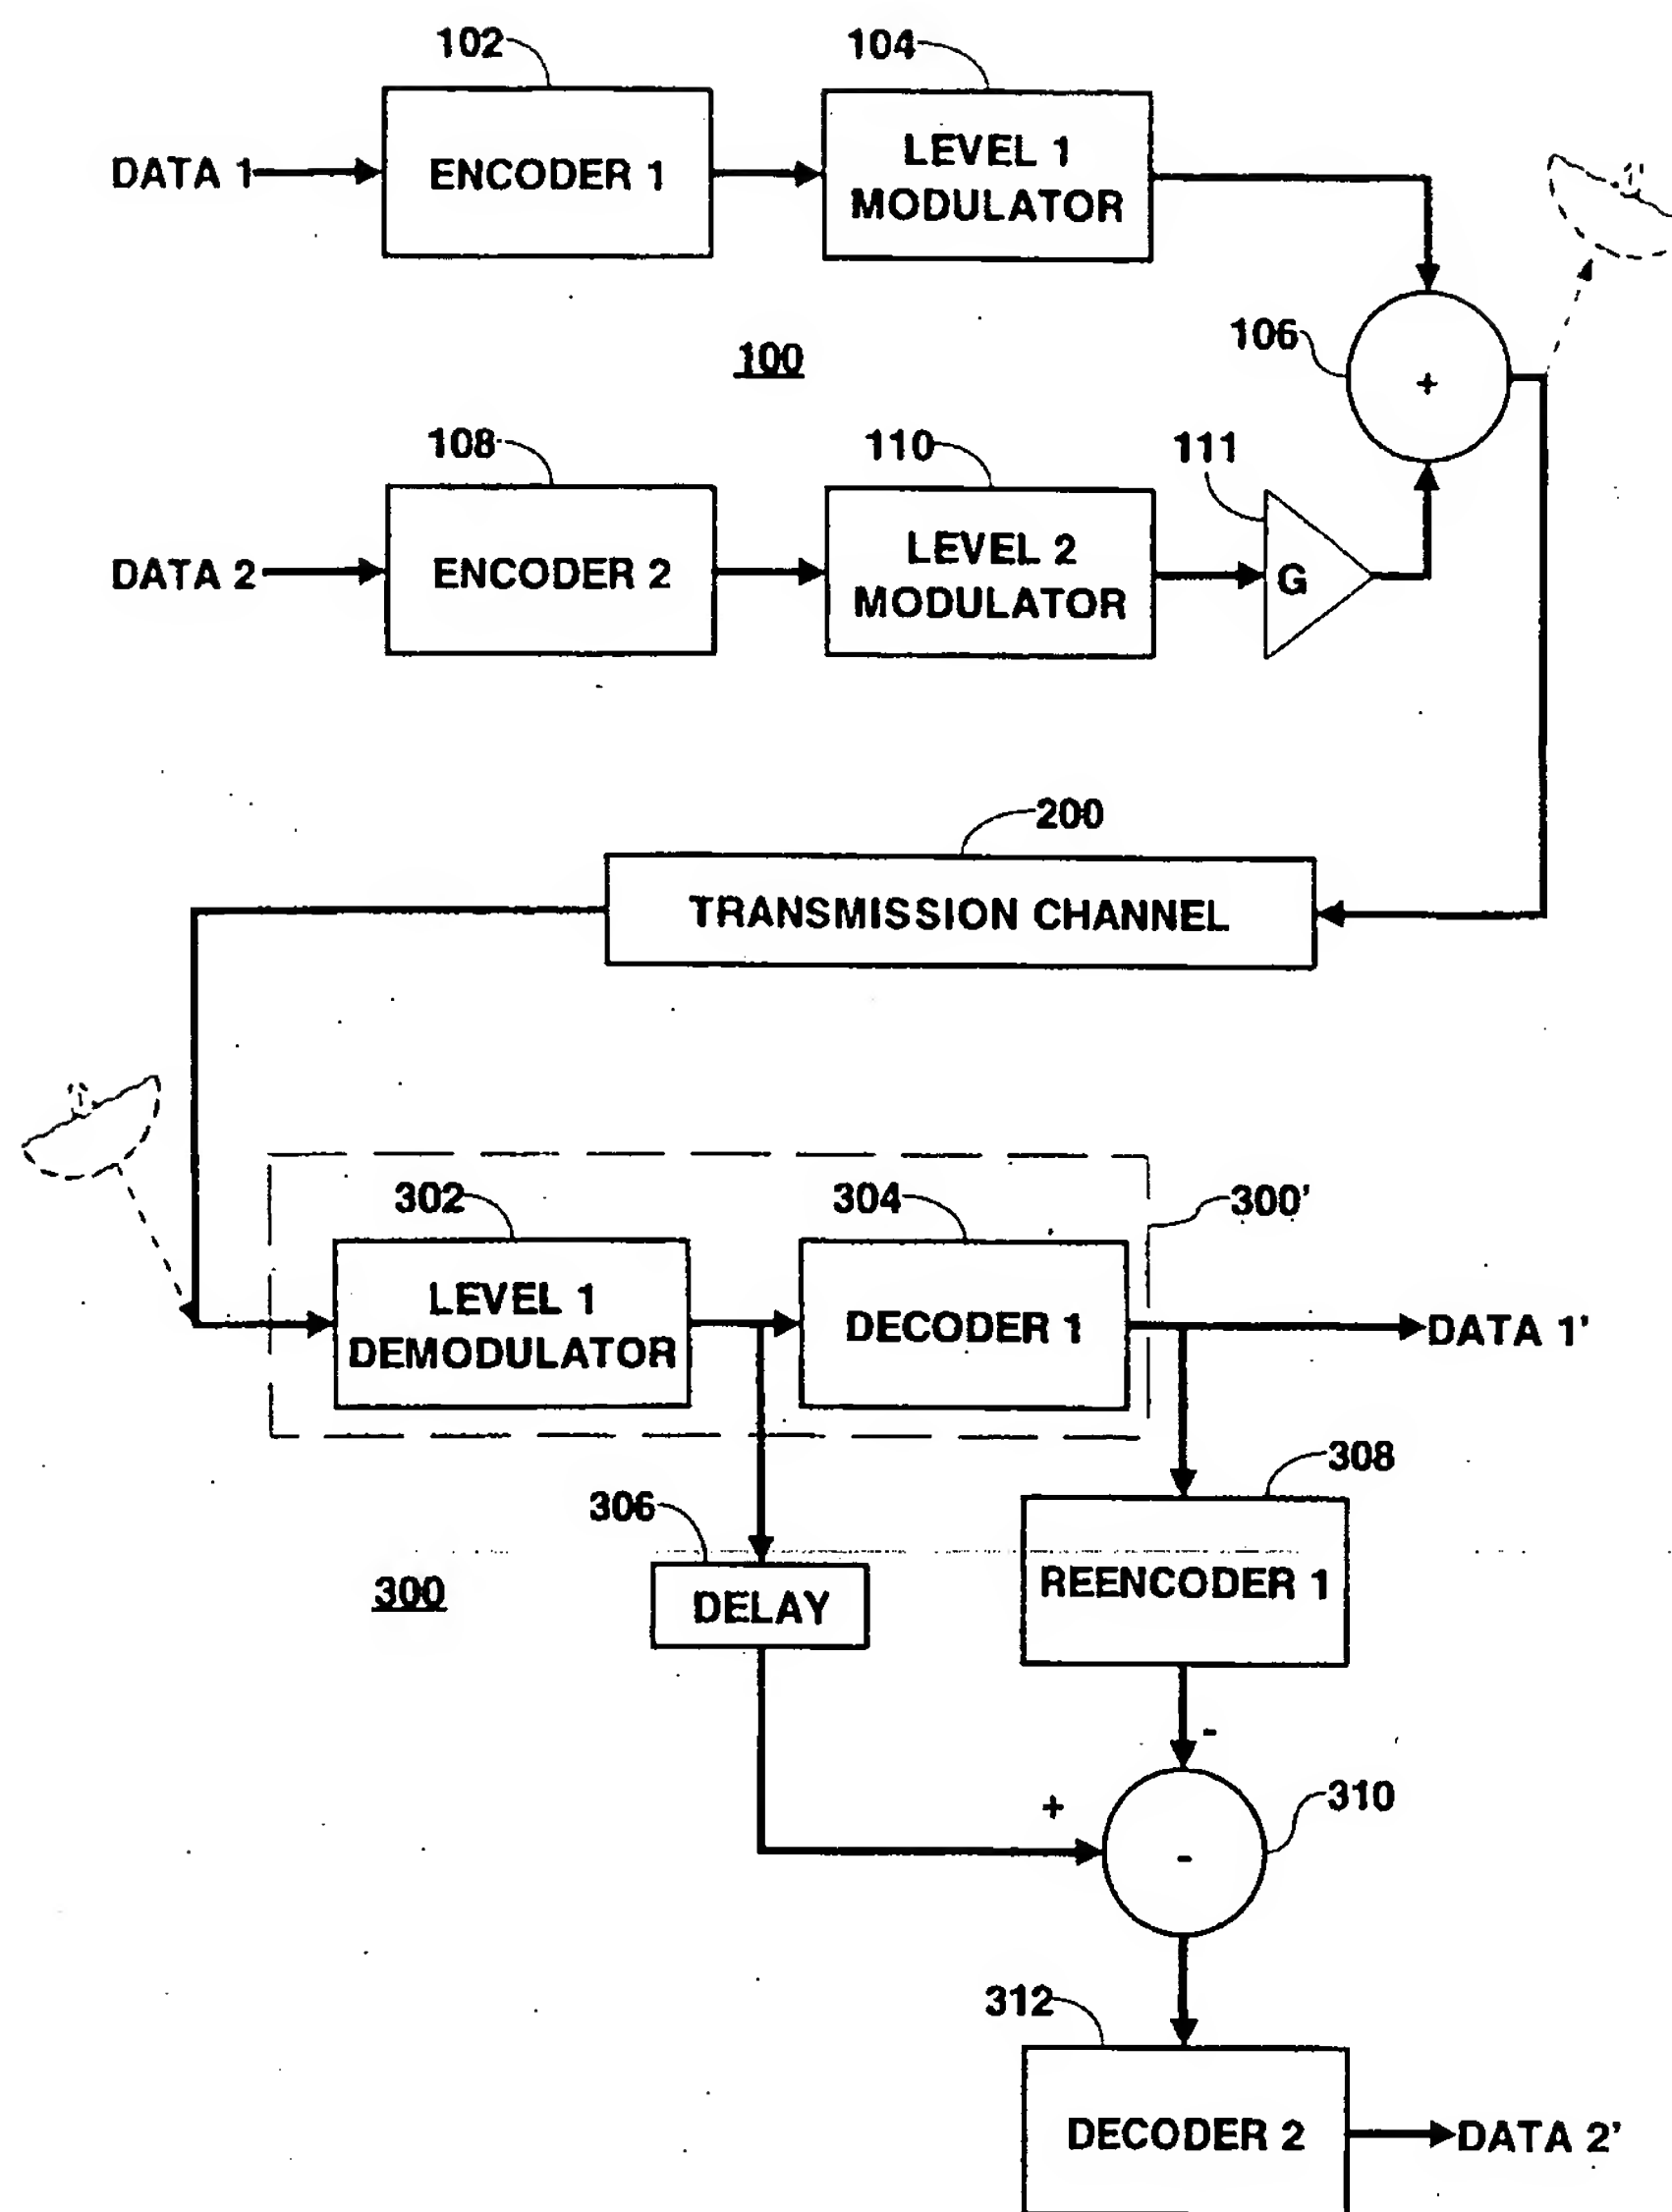 102
104
DATA 1
ENCODER 1
LEVEL 1
MODULATOR
106
+
100
108
110
111
DATA 2
ENCODER 2
LEVEL 2
MODULATOR
G
200
TRANSMISSION CHANNEL
302
304
300'
LEVEL 1
DEMODULATOR
DECODER 1
DATA 1'
308
306
REENCODER 1
300
DELAY
-
+
310
-
312
DECODER 2
DATA 2'